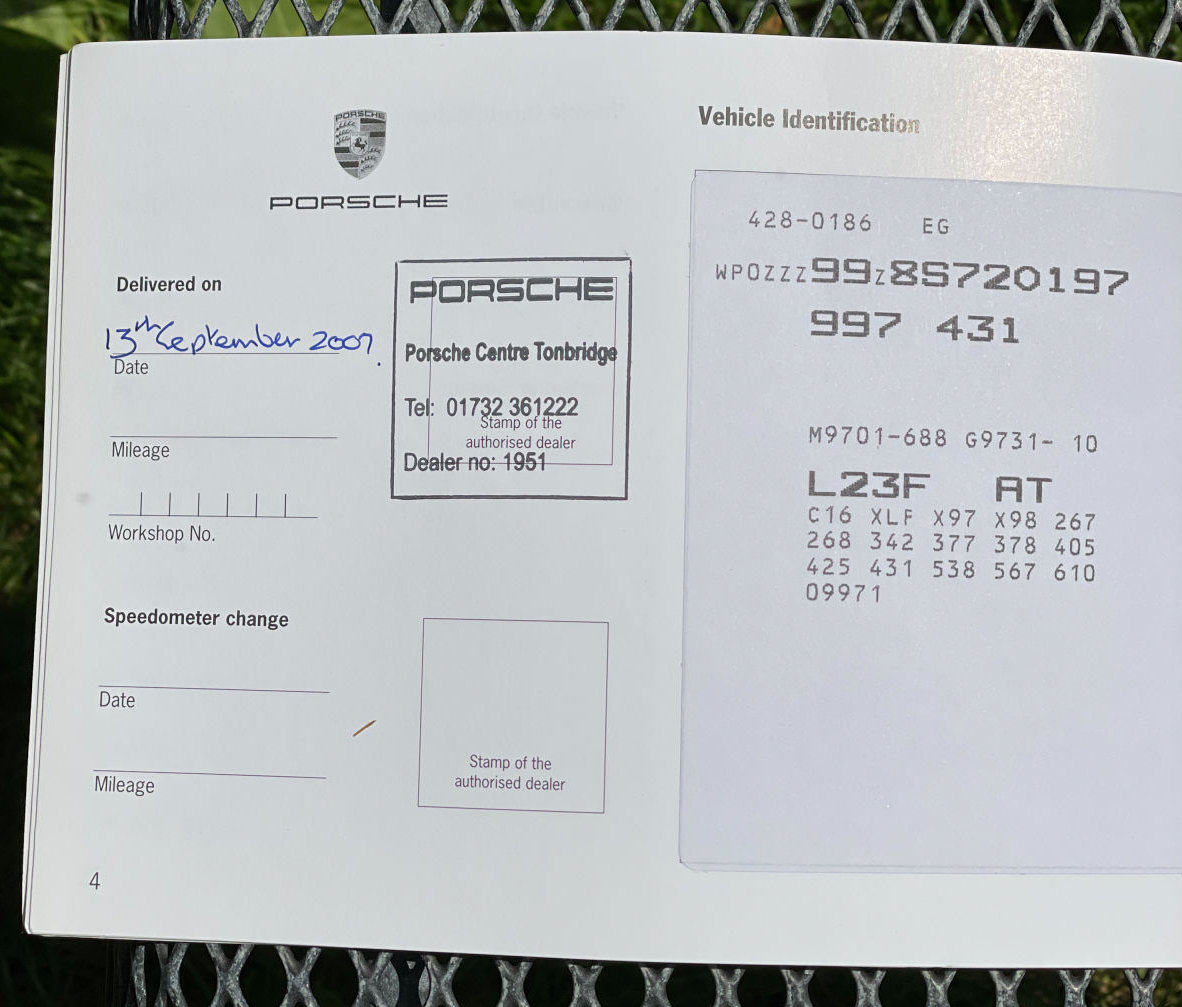 PORSCHE
PORSCHE
Delivered on
13th September 2007.
Date
Mileage
Workshop No.
PORSCHE
Porsche Centre Tonbridge
Tel: 01732 361222
Stamp of the
authorised dealer
Dealer no: 1951
Speedometer change
Date
Mileage
Stamp of the
authorised dealer
4
Vehicle Identification
428-0186 EG
WP0ZZZ99Z8S720197
997 431
M9701-688 G9731- 10
L23F AT
C16 XLF X97 X98 267
268 342 377 378 405
425 431 538 567 610
09971